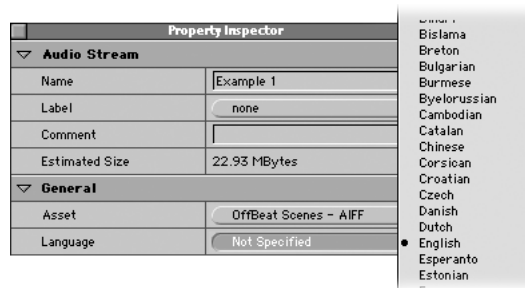 Property Inspector
Audio Stream
Name Example 1
Label none
Comment
Estimated Size 22.93 MBytes
General
Asset OffBeat Scenes - AIFF
Language Not Specified
Bislama
Breton
Bulgarian
Burmese
Byelorussian
Cambodian
Catalan
Chinese
Corsican
Croatian
Czech
Danish
Dutch
English
Esperanto
Estonian